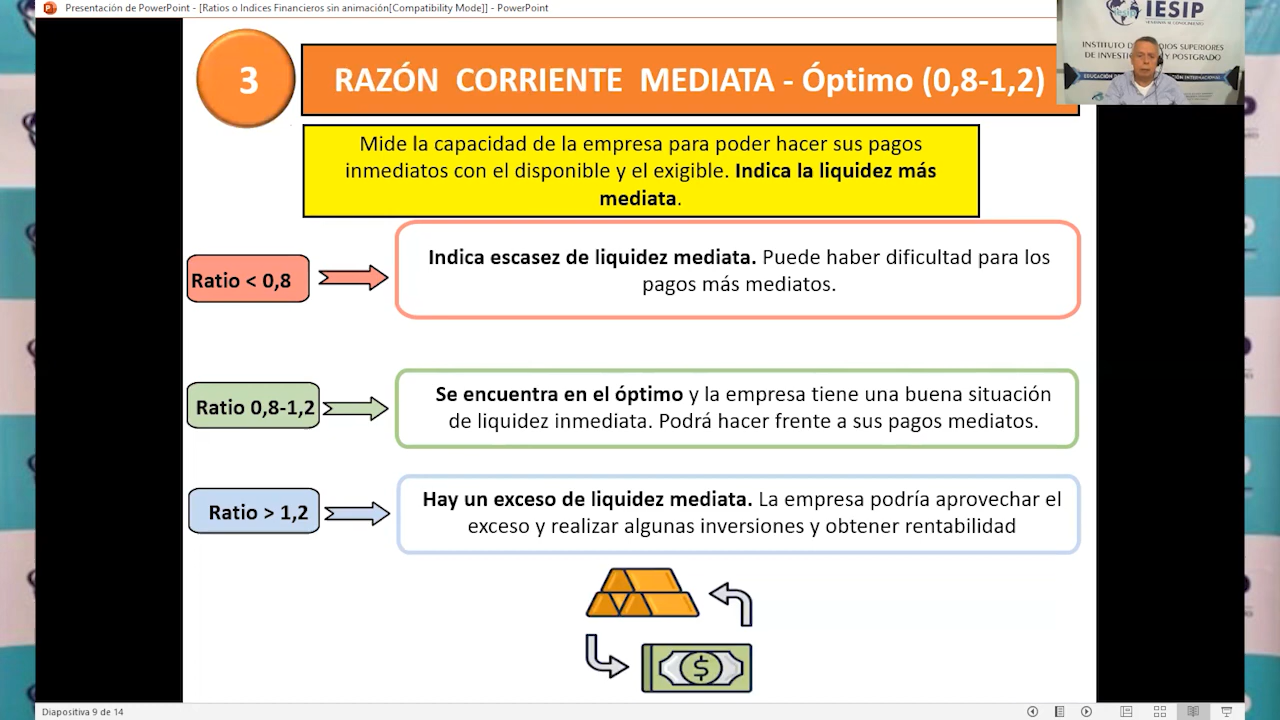 Presentación de PowerPoint - [Ratios o Indices Financieros sin animación[Compatibility Mode]] - PowerPoint
IESIP
INSTITUTO DE ESTUDIOS SUPERIORES
DE INVESTIGACIÓN Y POSTGRADO
3
RAZÓN CORRIENTE MEDIATA - Óptimo (0,8-1,2)
Mide la capacidad de la empresa para poder hacer sus pagos
inmediatos con el disponible y el exigible. Indica la liquidez más
mediata.
Ratio < 0,8
Indica escasez de liquidez mediata. Puede haber dificultad para los
pagos más mediatos.
Ratio 0,8-1,2
Se encuentra en el óptimo y la empresa tiene una buena situación
de liquidez inmediata. Podrá hacer frente a sus pagos mediatos.
Ratio > 1,2
Hay un exceso de liquidez mediata. La empresa podría aprovechar el
exceso y realizar algunas inversiones y obtener rentabilidad
$
Diapositiva 9 de 14